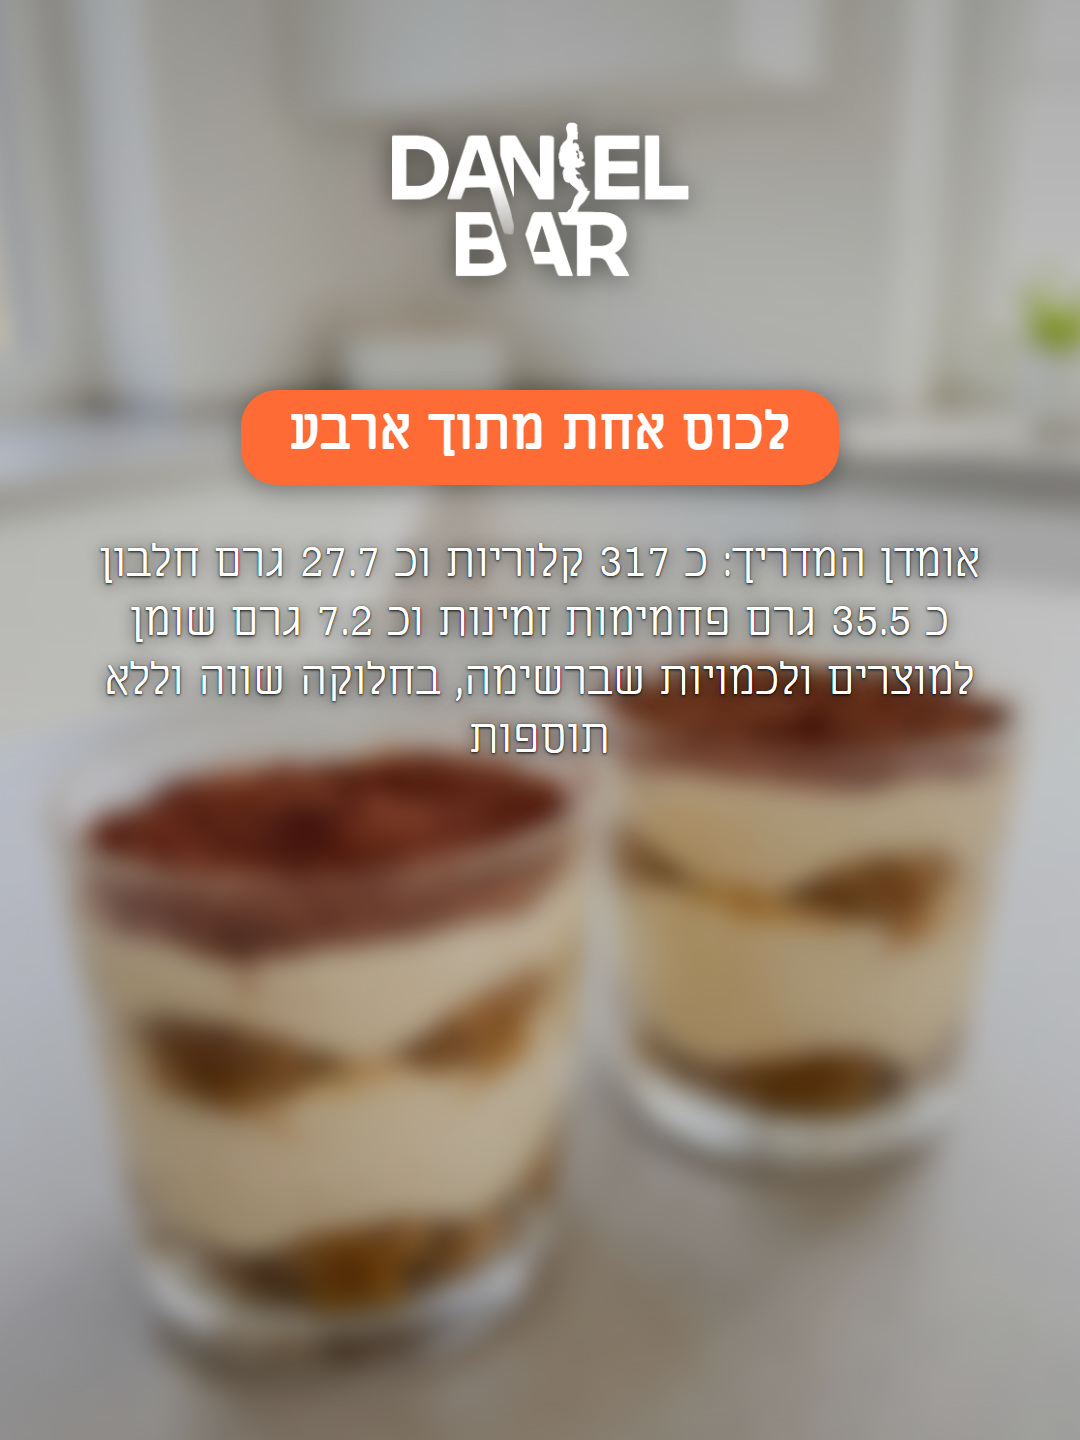 DANIEL
BAR
לכוס אחת מתוך ארבע
אומדן המדריך: כ 317 קלוריות וכ 27.7 גרם חלבון
כ 35.5 גרם פחמימות זמינות וכ 7.2 גרם שומן
למוצרים ולכמויות שברשימה, בחלוקה שווה וללא
תוספות